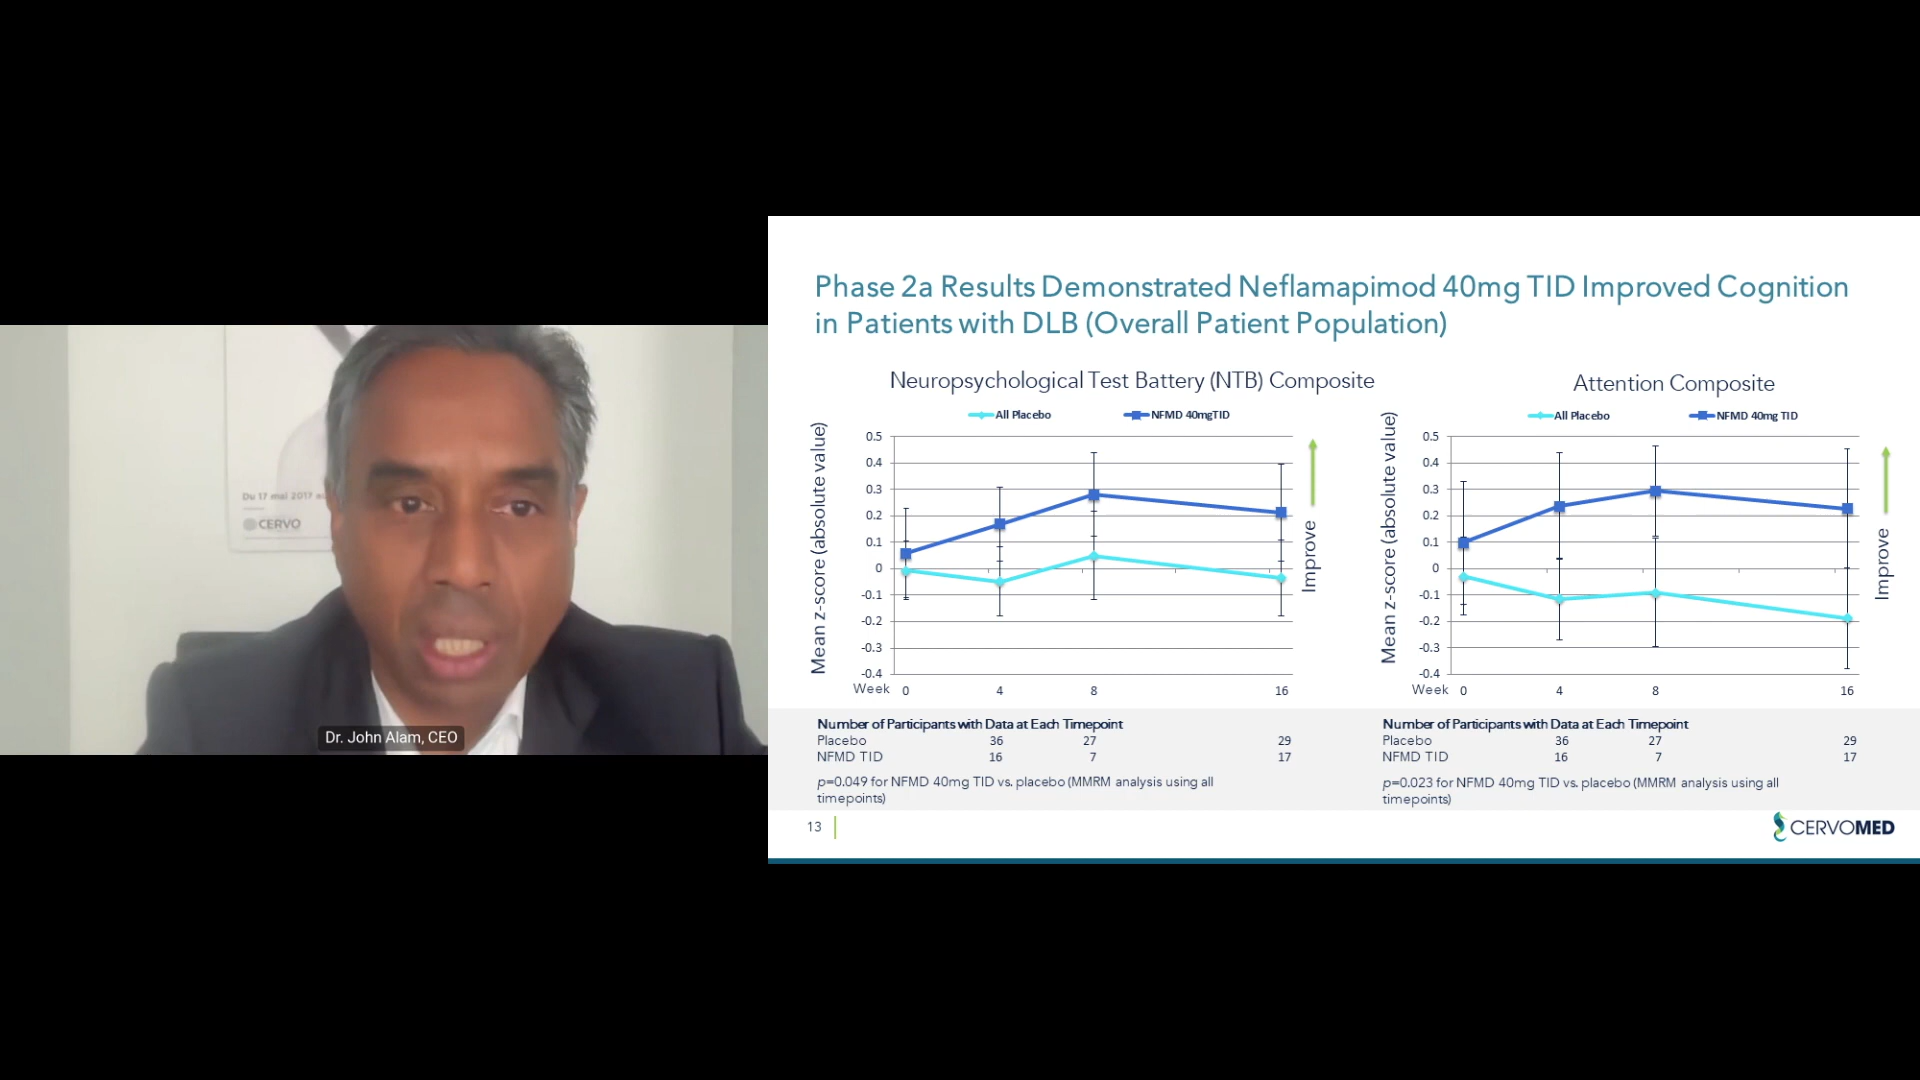 Du 17 mai 2017 au
CERVO
Dr. John Alam, CEO
Phase 2a Results Demonstrated Neflamapimod 40mg TID Improved Cognition
in Patients with DLB (Overall Patient Population)
Neuropsychological Test Battery (NTB) Composite
All Placebo NFMD 40mgTID
Mean z-score (absolute value)
0.5
0.4
0.3
0.2
0.1
0
-0.1
-0.2
-0.3
-0.4
Week 0 4 8 16
Improve
Attention Composite
All Placebo NFMD 40mg TID
Mean z-score (absolute value)
0.5
0.4
0.3
0.2
0.1
0
-0.1
-0.2
-0.3
-0.4
Week 0 4 8 16
Improve
Number of Participants with Data at Each Timepoint
Placebo 36 27 29
NFMD TID 16 7 17
p=0.049 for NFMD 40mg TID vs. placebo (MMRM analysis using all
timepoints)
Number of Participants with Data at Each Timepoint
Placebo 36 27 29
NFMD TID 16 7 17
p=0.023 for NFMD 40mg TID vs. placebo (MMRM analysis using all
timepoints)
13
CERVOMED